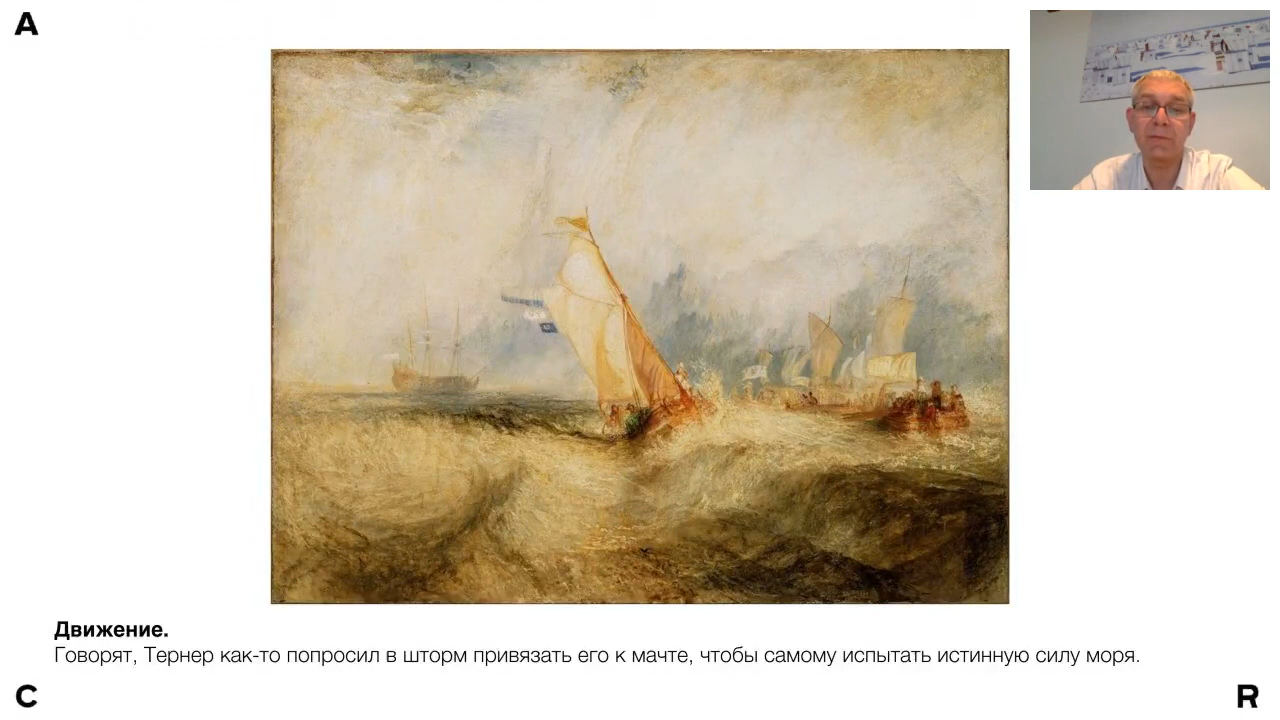 A
Движение.
Говорят, Тернер как-то попросил в шторм привязать его к мачте, чтобы самому испытать истинную силу моря.
C
R